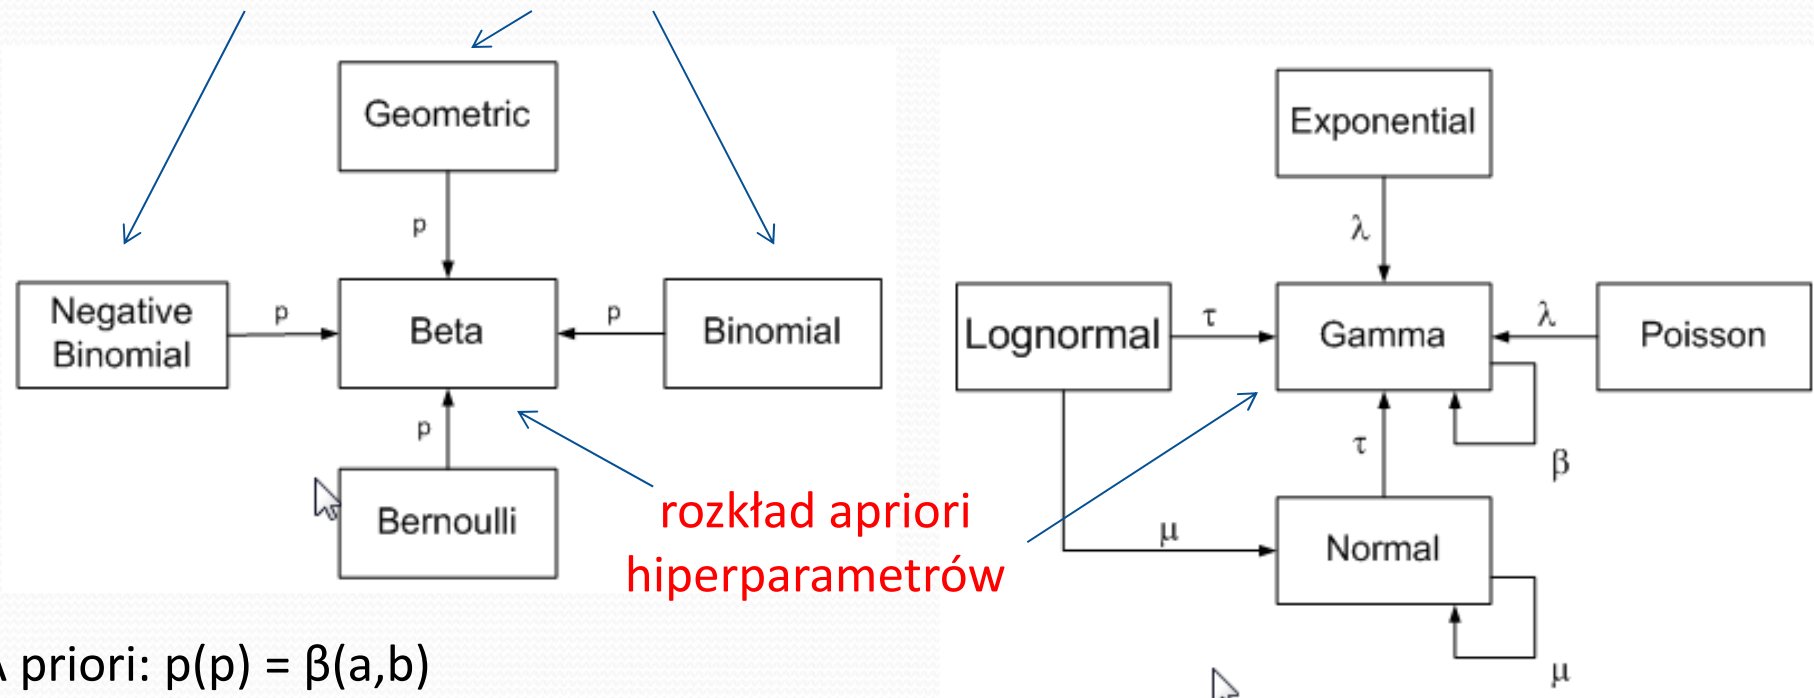 Geometric
p
Negative
Binomial
p
Beta
p
Binomial
p
Bernoulli
Exponential
λ
Lognormal
τ
Gamma
λ
Poisson
β
τ
μ
Normal
μ
rozkład apriori
hiperparametrów
A priori: p(p) = β(a,b)